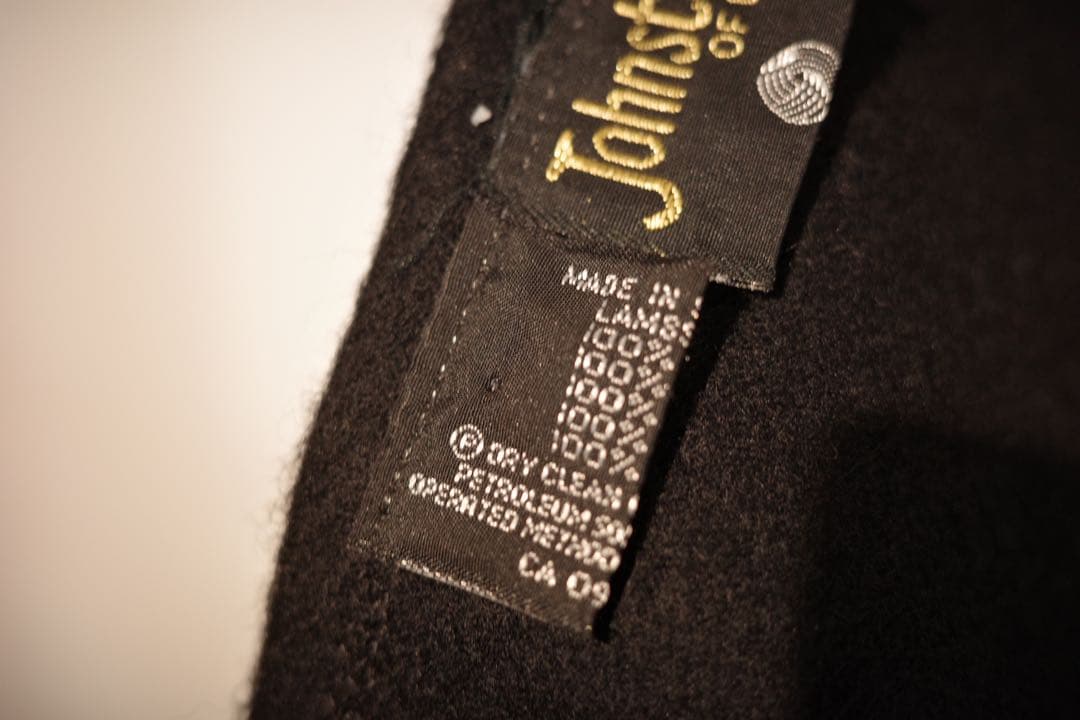 Johnst
OF
MADE IN
LAMBS
100%
100%
100%
100%
100%
Ⓟ DRY CLEAN
PETROLEUM
OPERATED METHOD
CA 09